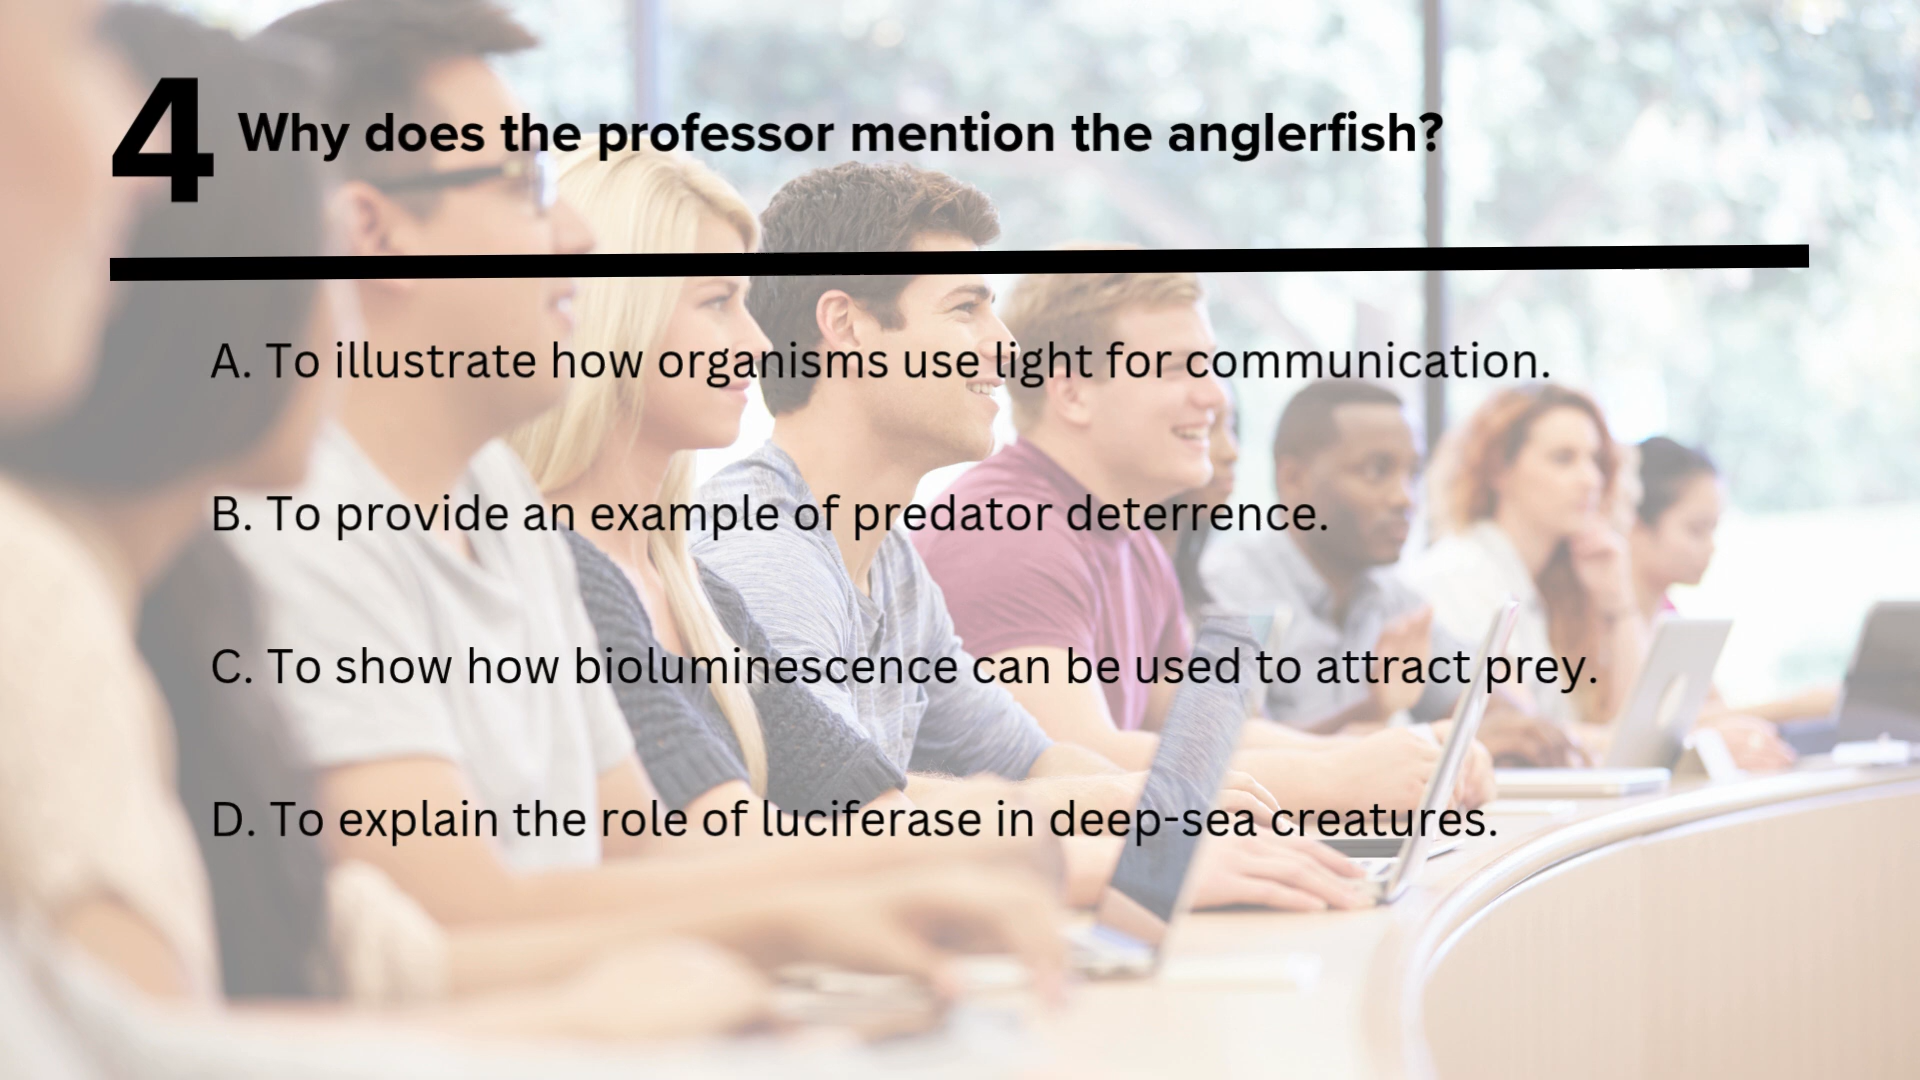 4 Why does the professor mention the anglerfish?
A. To illustrate how organisms use light for communication.
B. To provide an example of predator deterrence.
C. To show how bioluminescence can be used to attract prey.
D. To explain the role of luciferase in deep-sea creatures.